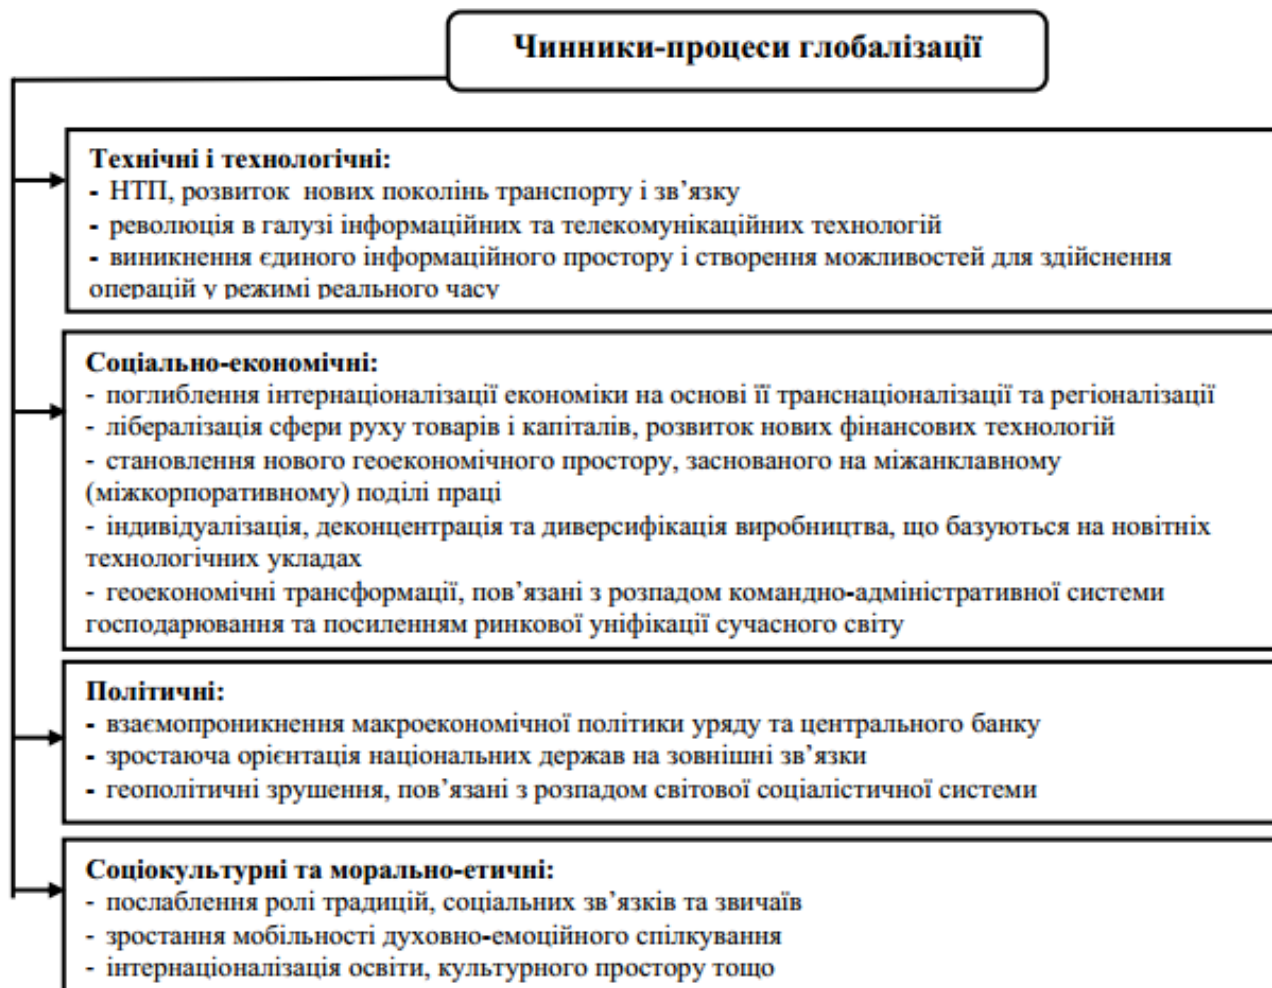 Чинники-процеси глобалізації
Технічні і технологічні:
- НТП, розвиток нових поколінь транспорту і зв’язку
- революція в галузі інформаційних та телекомунікаційних технологій
- виникнення єдиного інформаційного простору і створення можливостей для здійснення
операцій у режимі реального часу
Соціально-економічні:
- поглиблення інтернаціоналізації економіки на основі її транснаціоналізації та регіоналізації
- лібералізація сфери руху товарів і капіталів, розвиток нових фінансових технологій
- становлення нового геоекономічного простору, заснованого на міжанклавному
(міжкорпоративному) поділі праці
- індивідуалізація, деконцентрація та диверсифікація виробництва, що базуються на новітніх
технологічних укладах
- геоекономічні трансформації, пов’язані з розпадом командно-адміністративної системи
господарювання та посиленням ринкової уніфікації сучасного світу
Політичні:
- взаємопроникнення макроекономічної політики уряду та центрального банку
- зростаюча орієнтація національних держав на зовнішні зв’язки
- геополітичні зрушення, пов’язані з розпадом світової соціалістичної системи
Соціокультурні та морально-етичні:
- послаблення ролі традицій, соціальних зв’язків та звичаїв
- зростання мобільності духовно-емоційного спілкування
- інтернаціоналізація освіти, культурного простору тощо